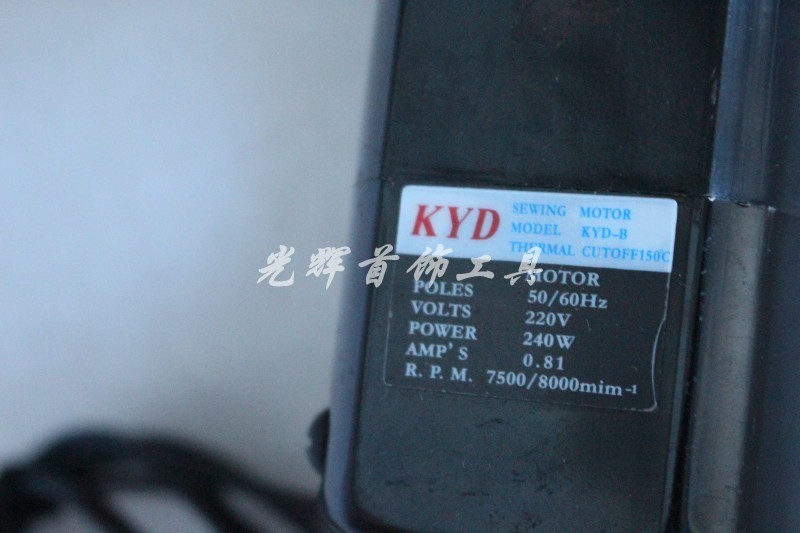 KYD
SEWING MOTOR
MODEL KYD-B
THERMAL CUTOFF150°C
光辉首饰工具
MOTOR
POLES 50/60Hz
VOLTS 220V
POWER 240W
AMP'S 0.81
R. P. M. 7500/8000mim-1